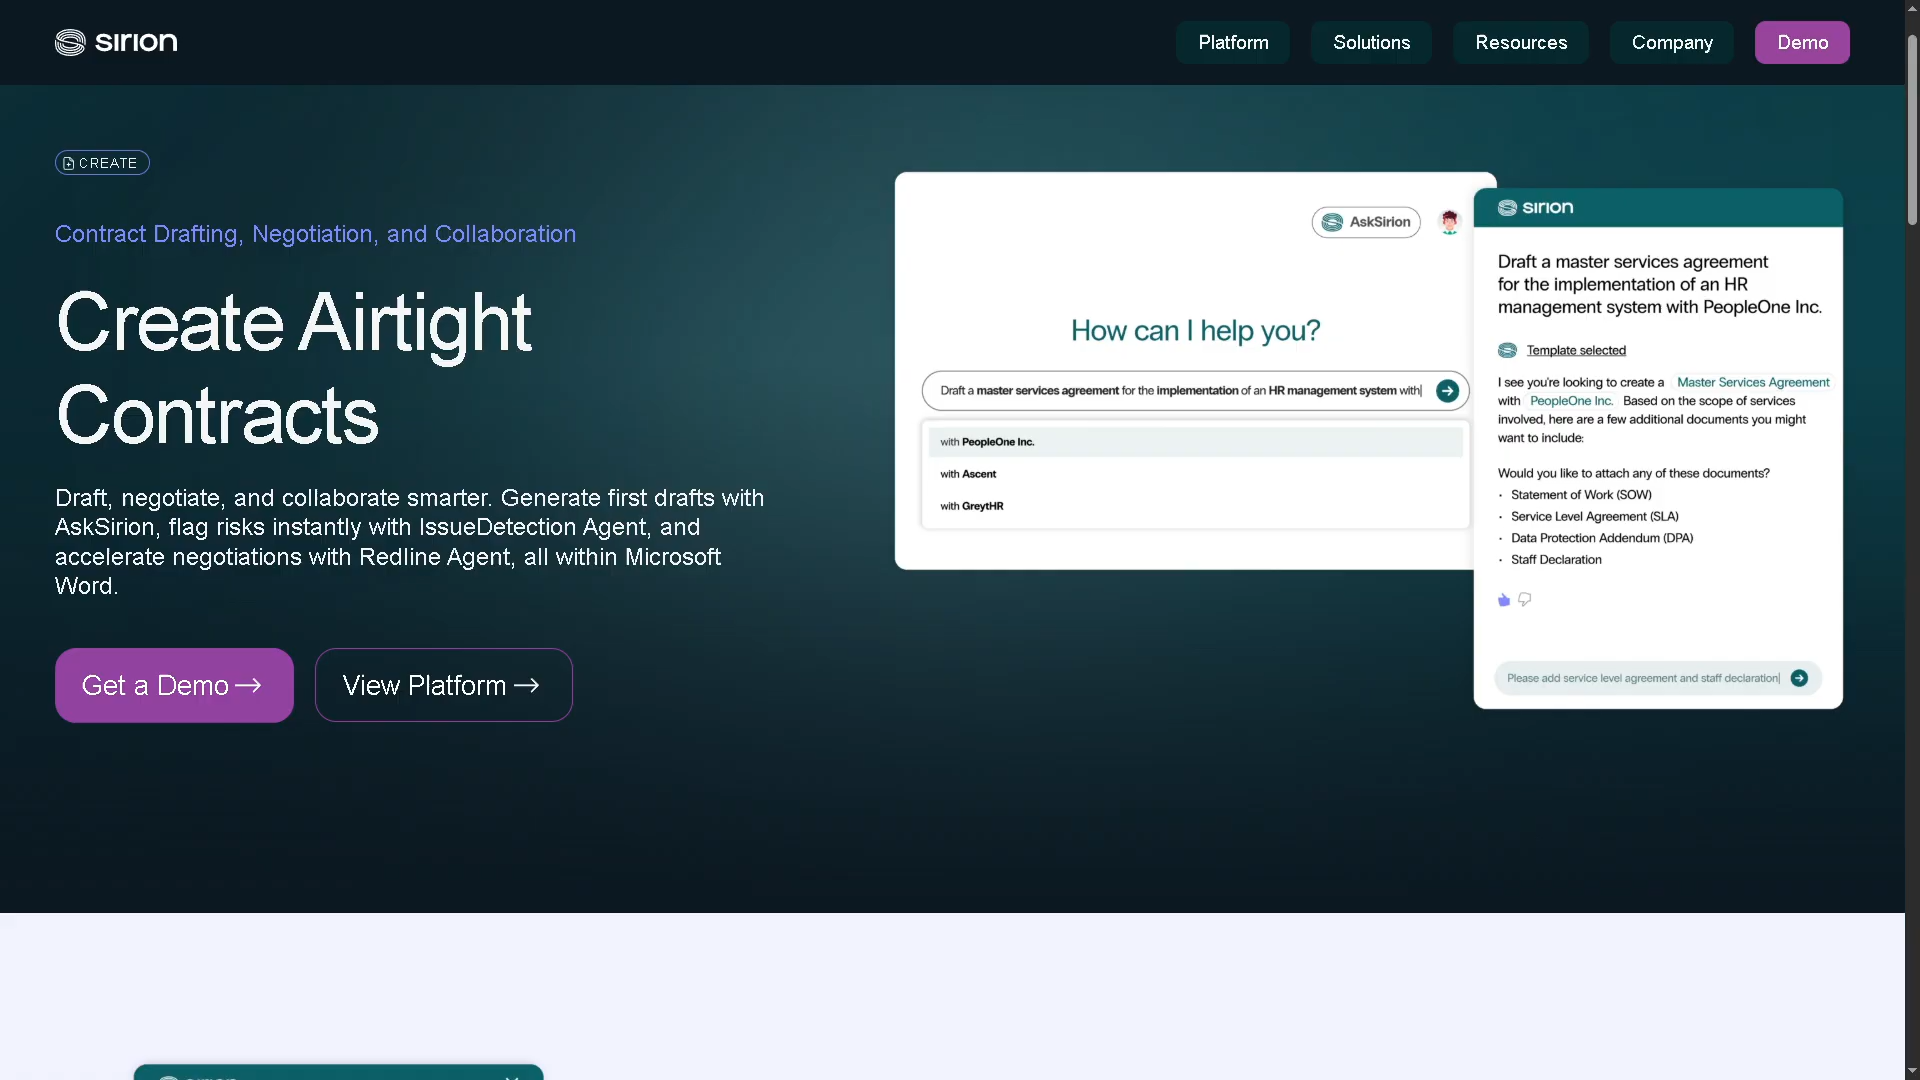 sirion
Platform
Solutions
Resources
Company
Demo
CREATE
Contract Drafting, Negotiation, and Collaboration
Create Airtight
Contracts
Draft, negotiate, and collaborate smarter. Generate first drafts with
AskSirion, flag risks instantly with IssueDetection Agent, and
accelerate negotiations with Redline Agent, all within Microsoft
Word.
Get a Demo
View Platform
AskSirion
How can I help you?
Draft a master services agreement for the implementation of an HR management system with
with PeopleOne Inc.
with Ascent
with GreytHR
sirion
Draft a master services agreement
for the implementation of an HR
management system with PeopleOne Inc.
Template selected
I see you're looking to create a Master Services Agreement
with PeopleOne Inc. Based on the scope of services
involved, here are a few additional documents you might
want to include:
Would you like to attach any of these documents?
· Statement of Work (SOW)
· Service Level Agreement (SLA)
· Data Protection Addendum (DPA)
· Staff Declaration
Please add service level agreement and staff declaration